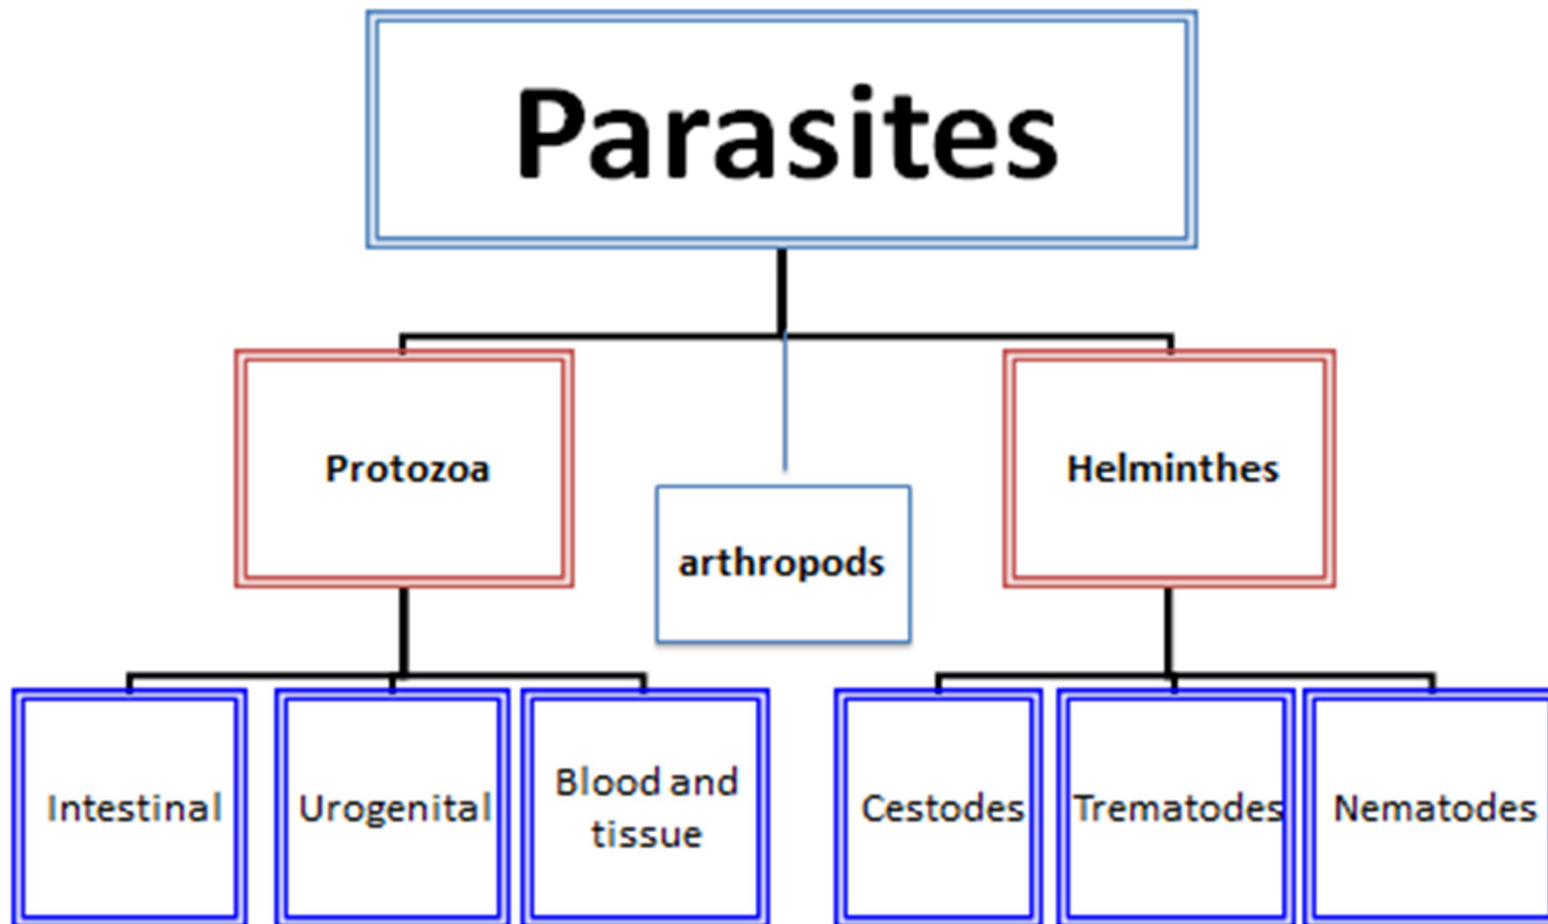 Parasites
Protozoa
Helminthes
arthropods
Intestinal
Urogenital
Blood and
tissue
Cestodes
Trematodes
Nematodes